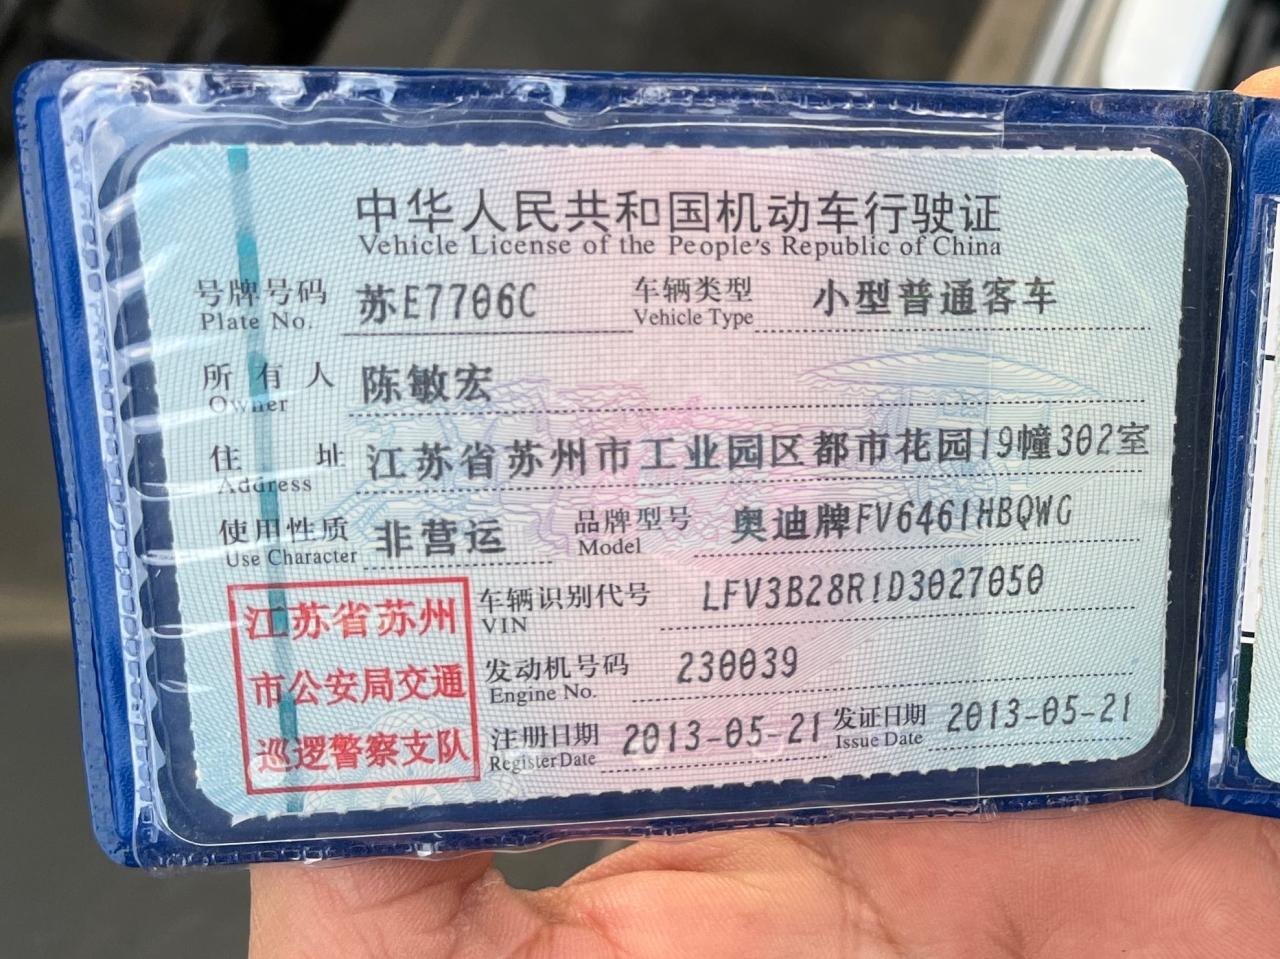 中华人民共和国机动车行驶证
Vehicle License of the People's Republic of China
号牌号码 苏E7706C 车辆类型 小型普通客车
Plate No. Vehicle Type
所有人 陈敏宏
Owner
住址 江苏省苏州市工业园区都市花园19幢302室
Address
使用性质 非营运 品牌型号 奥迪牌FV6461HBQWG
Use Character Model
江苏省苏州
市公安局交通
巡逻警察支队
车辆识别代号 LFV3B28R1D3027050
VIN
发动机号码 230039
Engine No.
注册日期 2013-05-21 发证日期 2013-05-21
Register Date Issue Date